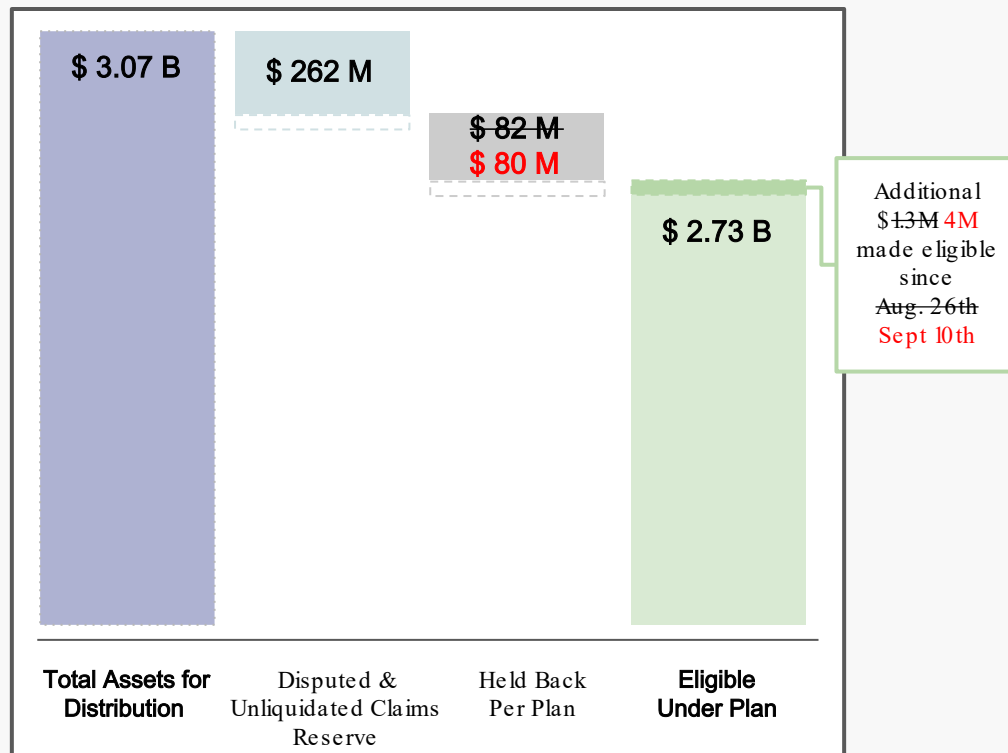 $ 3.07 B
$ 262 M
$ 82 M
$ 80 M
$ 2.73 B
Additional
$1.3M 4M
made eligible
since
Aug. 26th
Sept 10th
Total Assets for
Distribution
Disputed &
Unliquidated Claims
Reserve
Held Back
Per Plan
Eligible
Under Plan